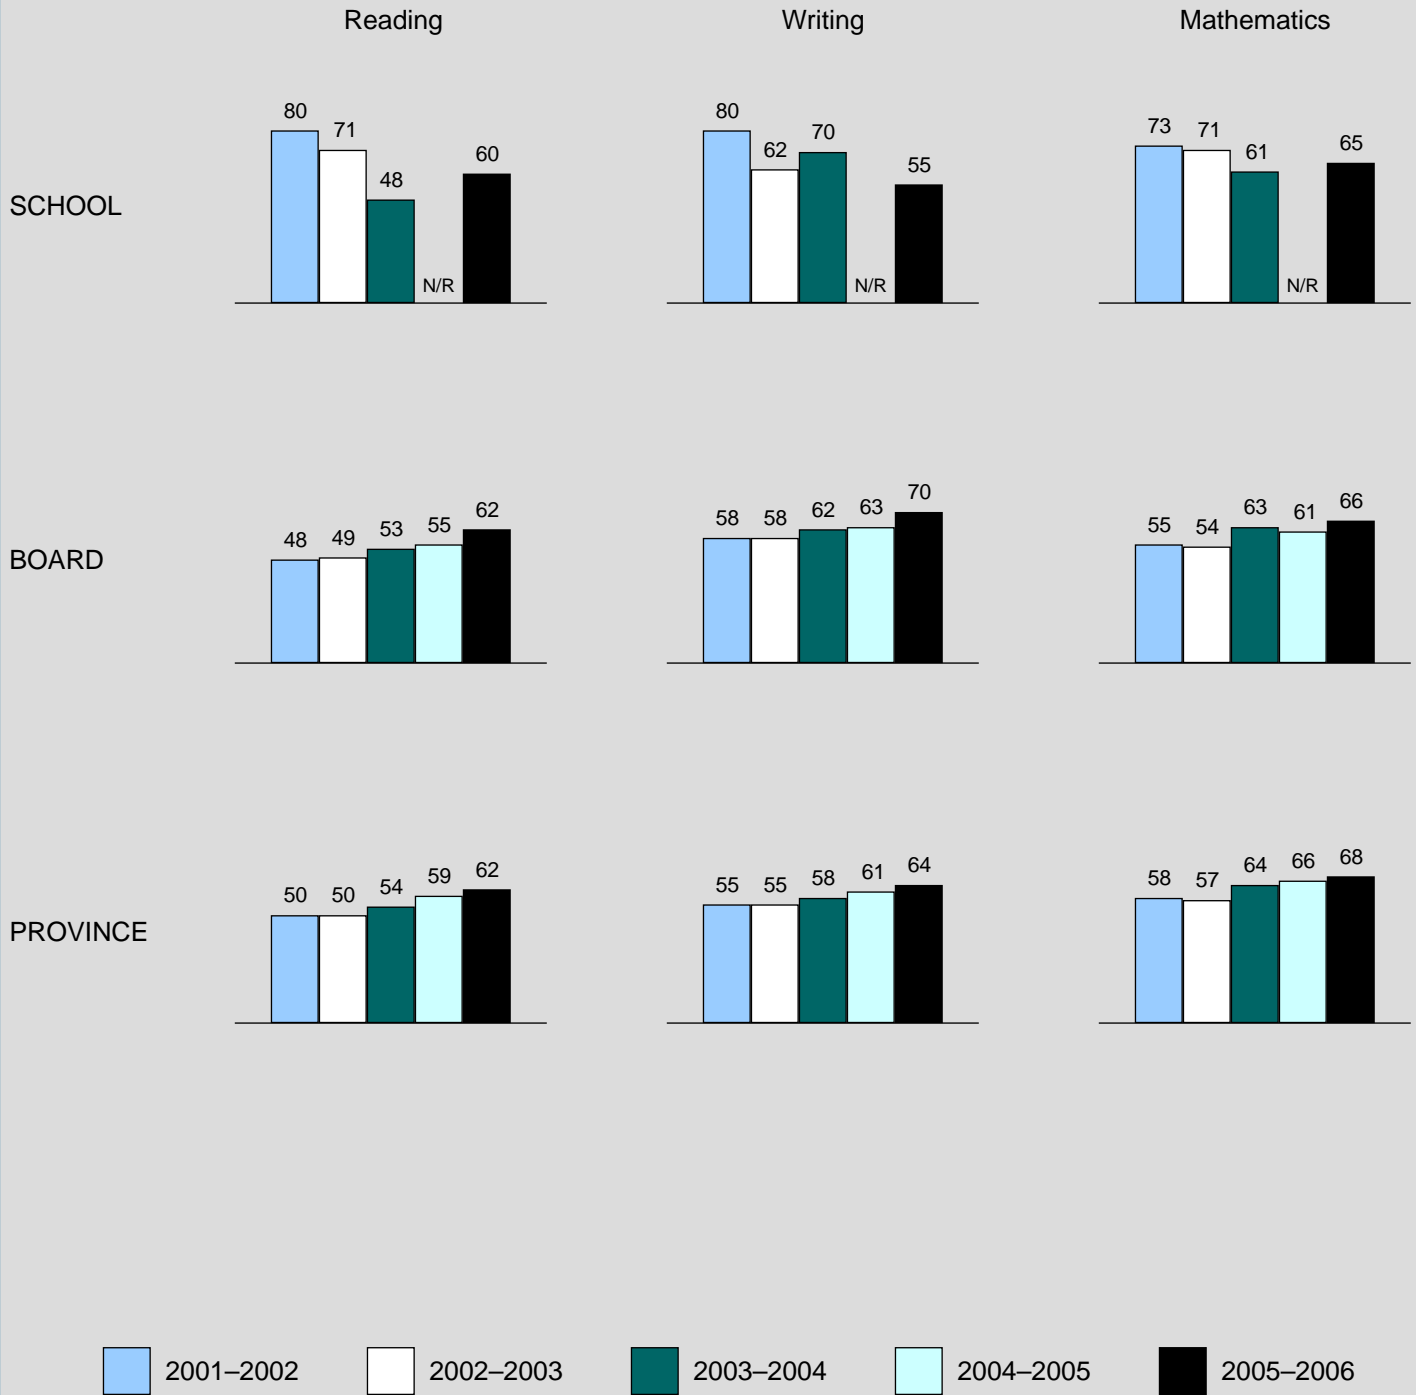 Reading Writing Mathematics
SCHOOL
80 71 48 N/R 60
80 62 70 N/R 55
73 71 61 N/R 65
BOARD
48 49 53 55 62
58 58 62 63 70
55 54 63 61 66
PROVINCE
50 50 54 59 62
55 55 58 61 64
58 57 64 66 68
2001–2002 2002–2003 2003–2004 2004–2005 2005–2006